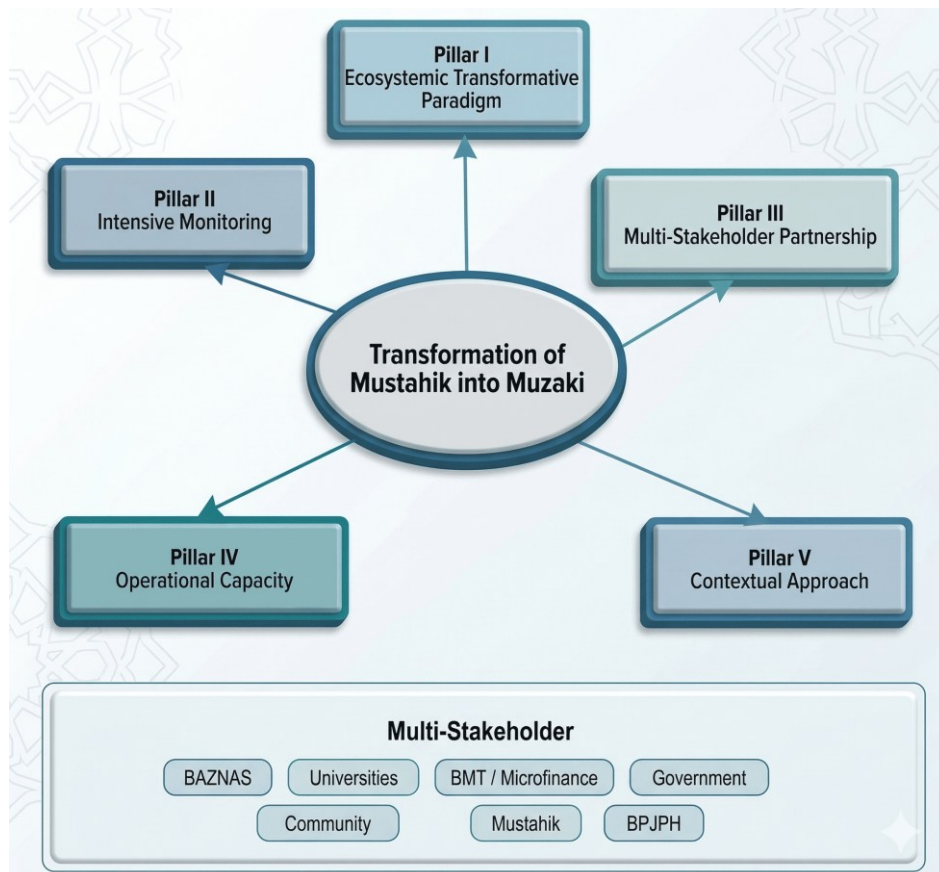 Pillar I
Ecosystemic Transformative
Paradigm
Pillar II
Intensive Monitoring
Pillar III
Multi-Stakeholder Partnership
Transformation of
Mustahik into Muzaki
Pillar IV
Operational Capacity
Pillar V
Contextual Approach
Multi-Stakeholder
BAZNAS
Universities
BMT / Microfinance
Government
Community
Mustahik
BPJPH